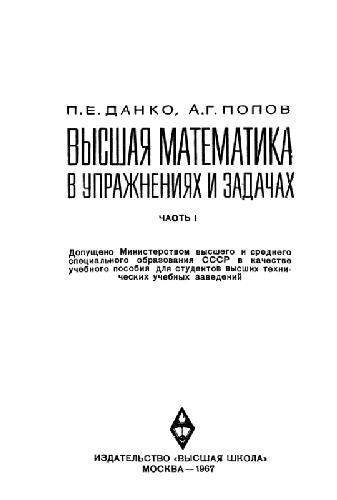 П.Е.ДАНКО, А.Г.ПОПОВ
ВЫСШАЯ МАТЕМАТИКА
В УПРАЖНЕНИЯХ И ЗАДАЧАХ
ЧАСТЬ I
Допущено Министерством высшего и среднего
специального образования СССР в качестве
учебного пособия для студентов высших техни-
ческих учебных заведений
ИЗДАТЕЛЬСТВО «ВЫСШАЯ ШКОЛА»
МОСКВА—1967